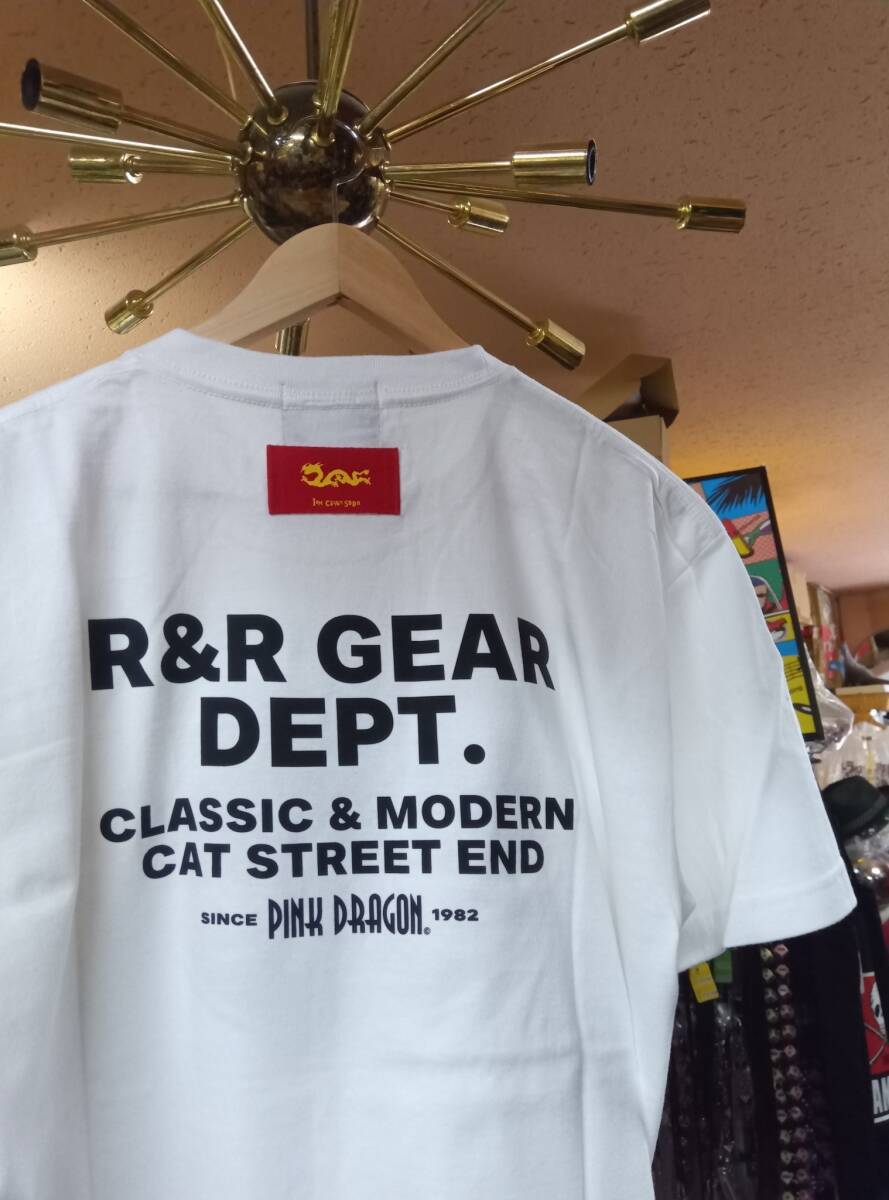 R&R GEAR
DEPT.
CLASSIC & MODERN
CAT STREET END
SINCE PINK DRAGON© 1982